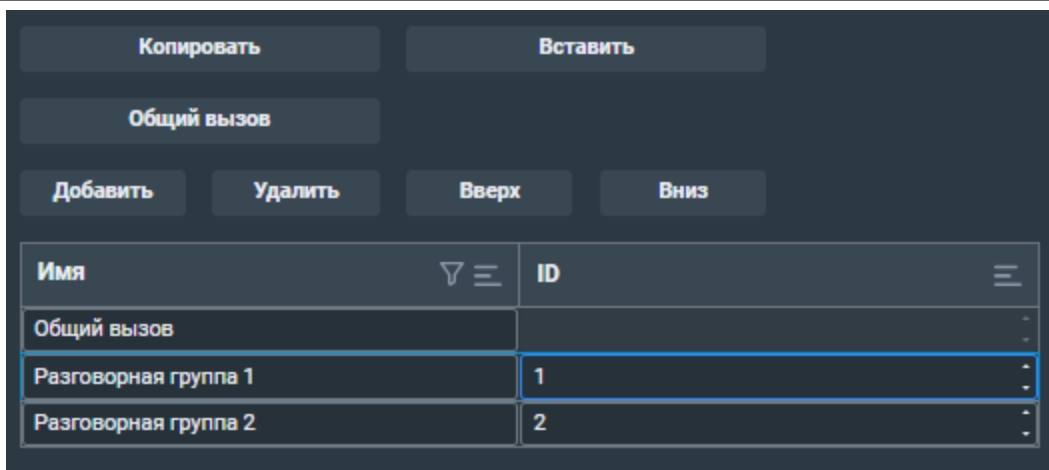 Копировать Вставить
Общий вызов
Добавить Удалить Вверх Вниз
Имя ID
Общий вызов
Разговорная группа 1 1
Разговорная группа 2 2